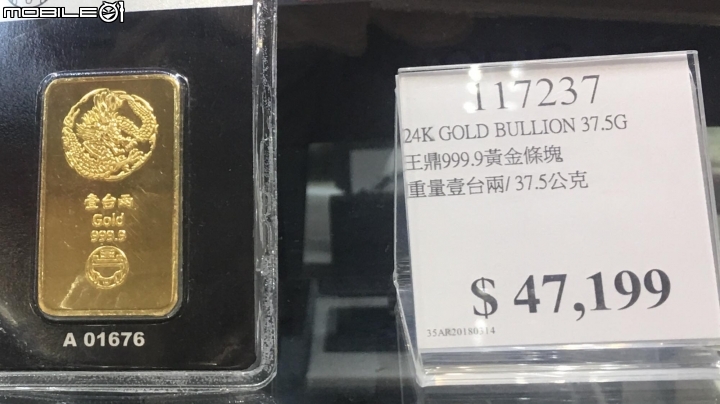 MOBILE01
壹台兩
Gold
999.9
A 01676
117237
24K GOLD BULLION 37.5G
王鼎999.9黃金條塊
重量壹台兩/ 37.5公克
$ 47,199
35AR20180314